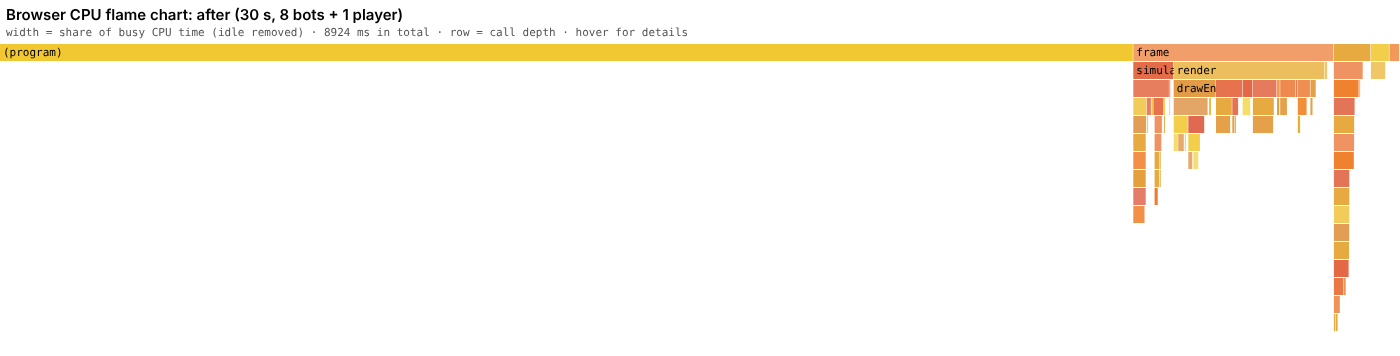 Browser CPU flame chart: after (30 s, 8 bots + 1 player)
width = share of busy CPU time (idle removed) · 8924 ms in total · row = call depth · hover for details
(program)
frame
simula
render
drawEn